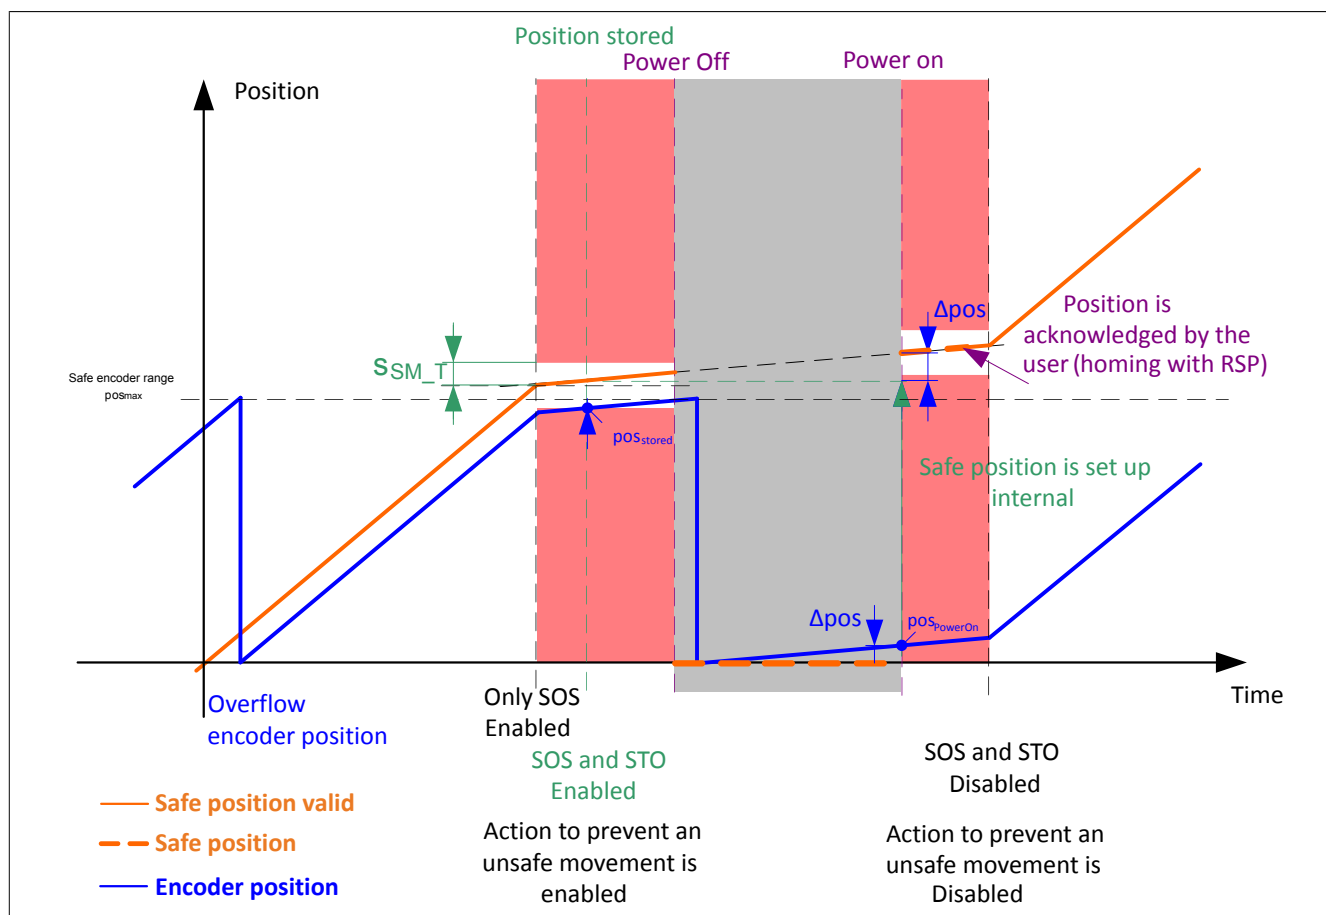 Position stored
Power Off
Power on
Position
Δpos
Position is
acknowledged by the
user (homing with RSP)
sSM_T
Safe encoder range
posmax
posstored
Safe position is set up
internal
Δpos
posPowerOn
Time
Overflow
encoder position
Only SOS
Enabled
SOS and STO
Enabled
SOS and STO
Disabled
Safe position valid
Safe position
Encoder position
Action to prevent an
unsafe movement is
enabled
Action to prevent an
unsafe movement is
Disabled